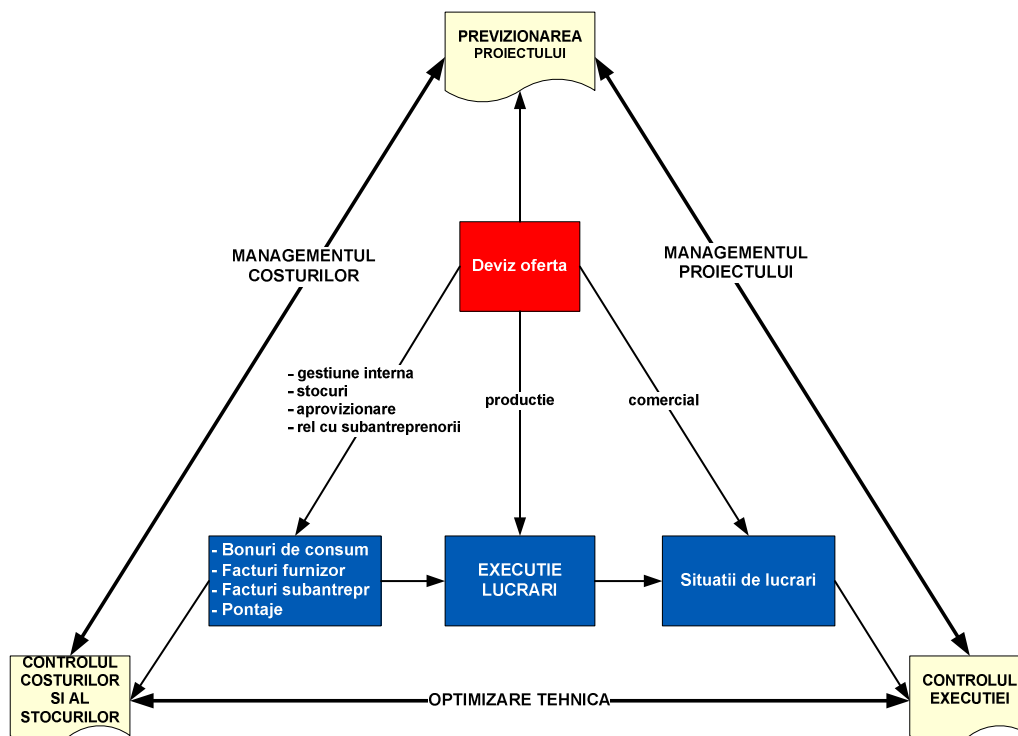 PREVIZIONAREA
PROIECTULUI
MANAGEMENTUL
COSTURILOR
Deviz oferta
MANAGEMENTUL
PROIECTULUI
- gestiune interna
- stocuri
- aprovizionare
- rel cu subantreprenorii
productie
comercial
- Bonuri de consum
- Facturi furnizor
- Facturi subantrepr
- Pontaje
EXECUTIE
LUCRARI
Situatii de lucrari
CONTROLUL
COSTURILOR
SI AL
STOCURILOR
OPTIMIZARE TEHNICA
CONTROLUL
EXECUTIEI